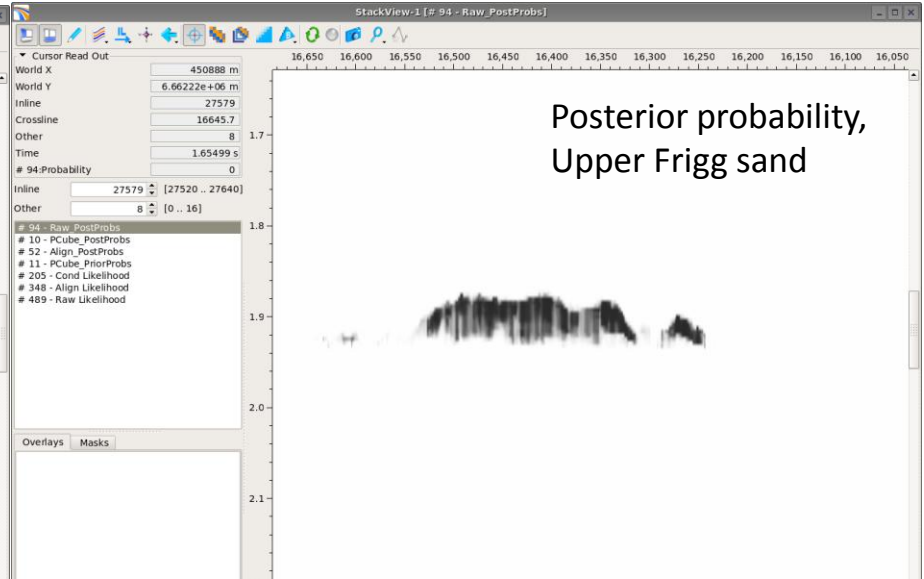 StackView-1 [# 94 - Raw_PostProbs]
Cursor Read Out
World X 450888 m
World Y 6.66222e+06 m
Inline 27579
Crossline 16645.7
Other 8
Time 1.65499 s
# 94:Probability 0
Inline 27579 [27520 .. 27640]
Other 8 [0 .. 16]
# 94 - Raw_PostProbs
# 10 - PCube_PostProbs
# 52 - Align_PostProbs
# 11 - PCube_PriorProbs
# 205 - Cond Likelihood
# 348 - Align Likelihood
# 489 - Raw Likelihood
Overlays Masks
16,650 16,600 16,550 16,500 16,450 16,400 16,350 16,300 16,250 16,200 16,150 16,100 16,050
Posterior probability,
Upper Frigg sand
1.7
1.8
1.9
2.0
2.1